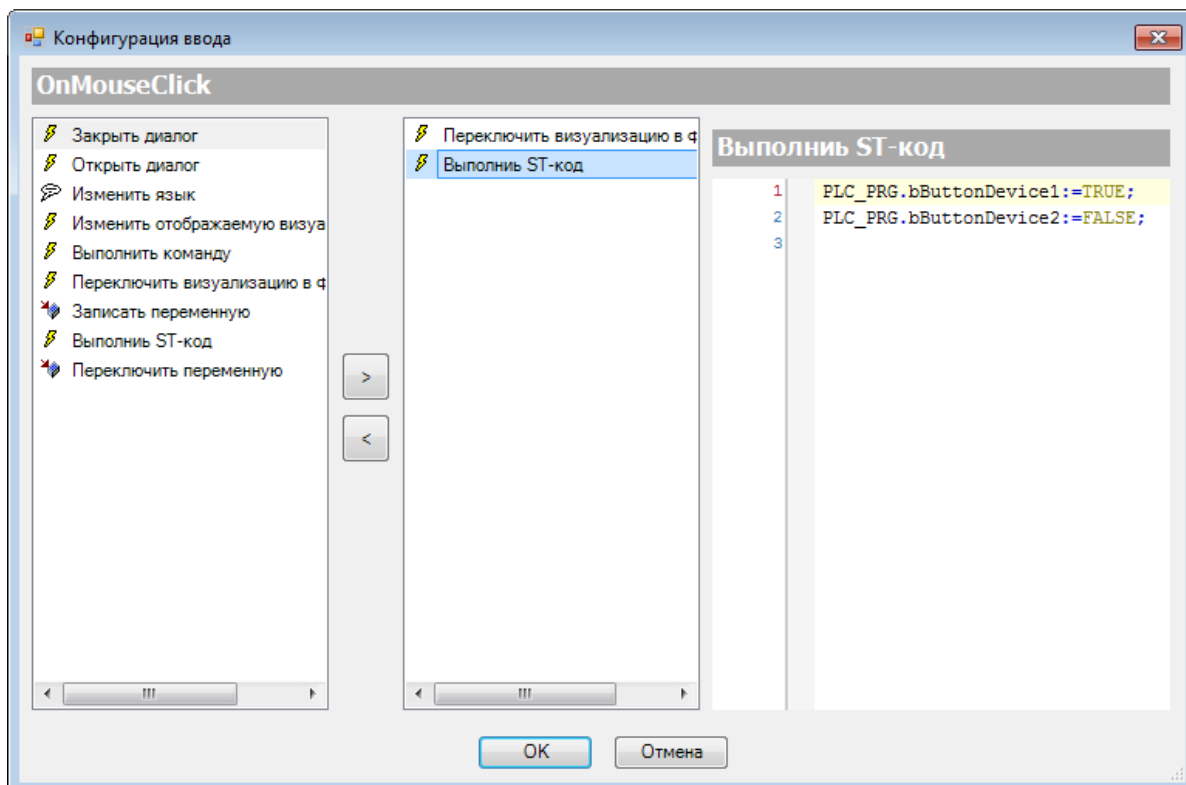 Конфигурация ввода
OnMouseClick
Закрыть диалог
Открыть диалог
Изменить язык
Изменить отображаемую визуа
Выполнить команду
Переключить визуализацию в ф
Записать переменную
Выполниь ST-код
Переключить переменную
>
<
Переключить визуализацию в ф
Выполниь ST-код
Выполниь ST-код
1 PLC_PRG.bButtonDevice1:=TRUE;
2 PLC_PRG.bButtonDevice2:=FALSE;
3
OK
Отмена